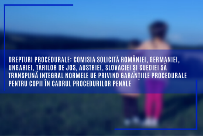 DREPTURI PROCEDURALE: COMISIA SOLICITĂ ROMÂNIEI, GERMANIEI,
UNGARIEI, ȚĂRILOR DE JOS, AUSTRIEI, SLOVACIEI ȘI SUEDIEI SĂ
TRANSPUNĂ INTEGRAL NORMELE UE PRIVIND GARANȚIILE PROCEDURALE
PENTRU COPII ÎN CADRUL PROCEDURILOR PENALE